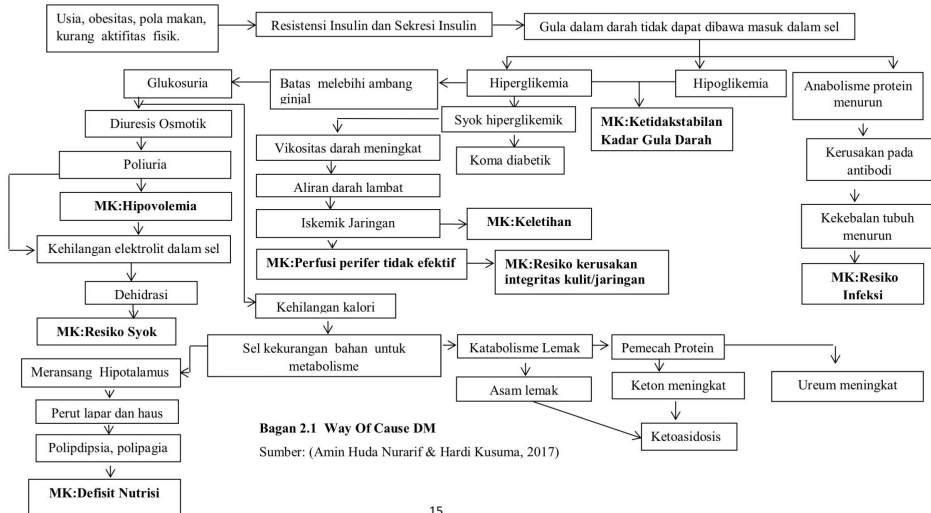 Usia, obesitas, pola makan,
kurang aktifitas fisik.
Resistensi Insulin dan Sekresi Insulin
Gula dalam darah tidak dapat dibawa masuk dalam sel
Glukosuria
Batas melebihi ambang
ginjal
Hiperglikemia
Hipoglikemia
Anabolisme protein
menurun
Diuresis Osmotik
Syok hiperglikemik
MK:Ketidakstabilan
Kadar Gula Darah
Vikositas darah meningkat
Koma diabetik
Kerusakan pada
antibodi
Poliuria
Aliran darah lambat
MK:Hipovolemia
Iskemik Jaringan
MK:Keletihan
Kekebalan tubuh
menurun
Kehilangan elektrolit dalam sel
MK:Perfusi perifer tidak efektif
MK:Resiko kerusakan
integritas kulit/jaringan
MK:Resiko
Infeksi
Dehidrasi
Kehilangan kalori
MK:Resiko Syok
Sel kekurangan bahan untuk
metabolisme
Katabolisme Lemak
Pemecah Protein
Meransang Hipotalamus
Asam lemak
Keton meningkat
Ureum meningkat
Perut lapar dan haus
Ketoasidosis
Polipdipsia, polipagia
MK:Defisit Nutrisi
Bagan 2.1 Way Of Cause DM
Sumber: (Amin Huda Nurarif & Hardi Kusuma, 2017)
15